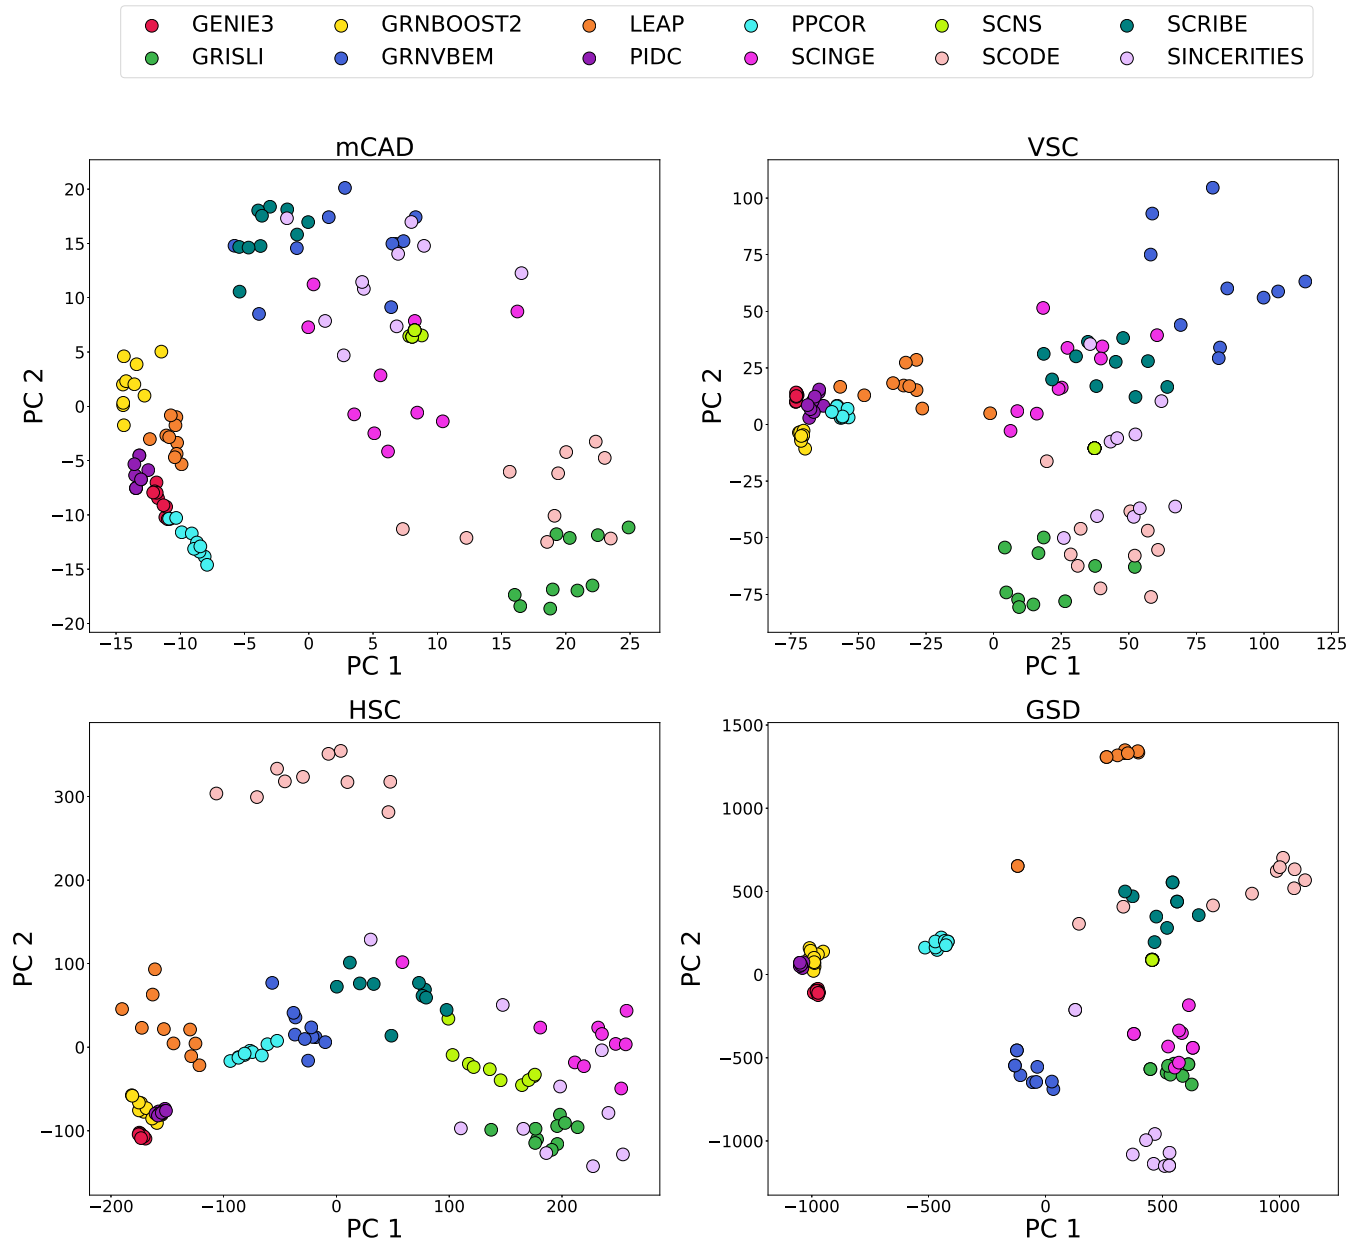 GENIE3 GRNBOOST2 LEAP PPCOR SCNS SCRIBE
GRISLI GRNVBEM PIDC SCINGE SCODE SINCERITIES
mCAD
20
15
10
5
0
−5
−10
−15
−20
PC 2
−15 −10 −5 0 5 10 15 20 25
PC 1
VSC
100
75
50
25
0
−25
−50
−75
PC 2
−75 −50 −25 0 25 50 75 100 125
PC 1
HSC
300
200
100
0
−100
PC 2
−200 −100 0 100 200
PC 1
GSD
1500
1000
500
0
−500
−1000
PC 2
−1000 −500 0 500 1000
PC 1